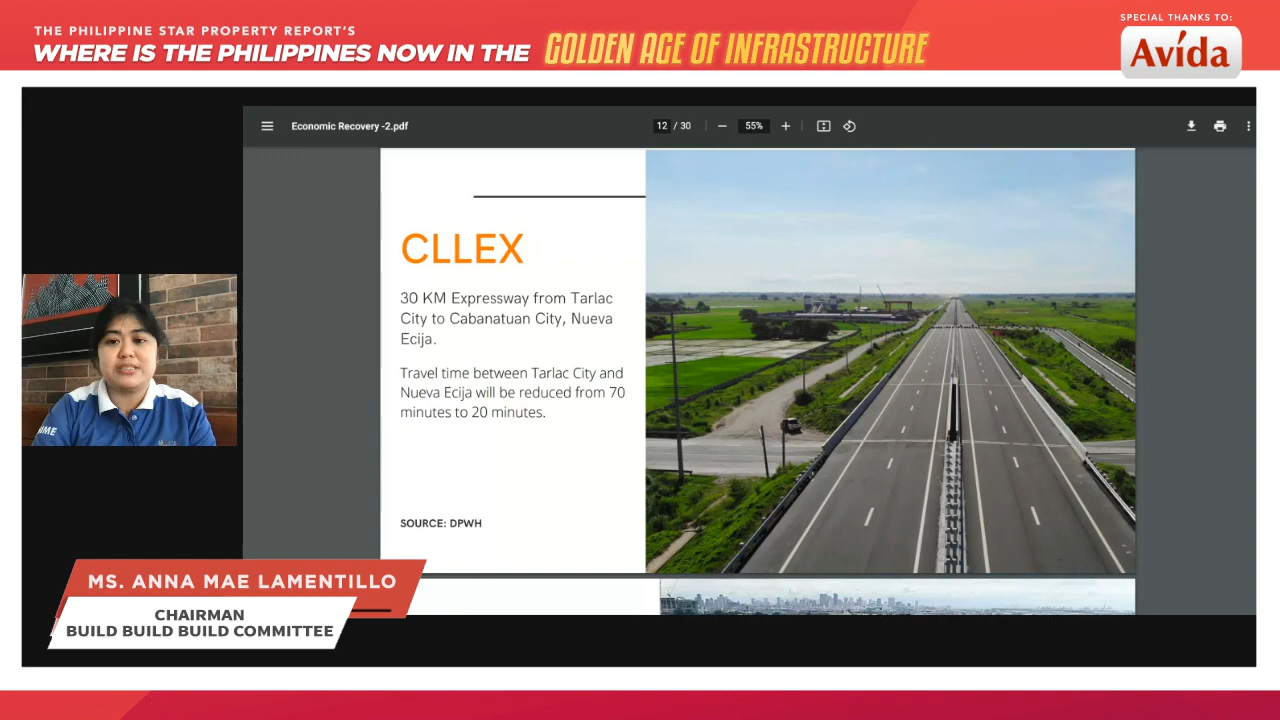 THE PHILIPPINE STAR PROPERTY REPORT'S
WHERE IS THE PHILIPPINES NOW IN THE GOLDEN AGE OF INFRASTRUCTURE
SPECIAL THANKS TO:
Avída
Economic Recovery -2.pdf
12 / 30
55%
CLLEX
30 KM Expressway from Tarlac
City to Cabanatuan City, Nueva
Ecija.
Travel time between Tarlac City and
Nueva Ecija will be reduced from 70
minutes to 20 minutes.
SOURCE: DPWH
MS. ANNA MAE LAMENTILLO
CHAIRMAN
BUILD BUILD BUILD COMMITTEE